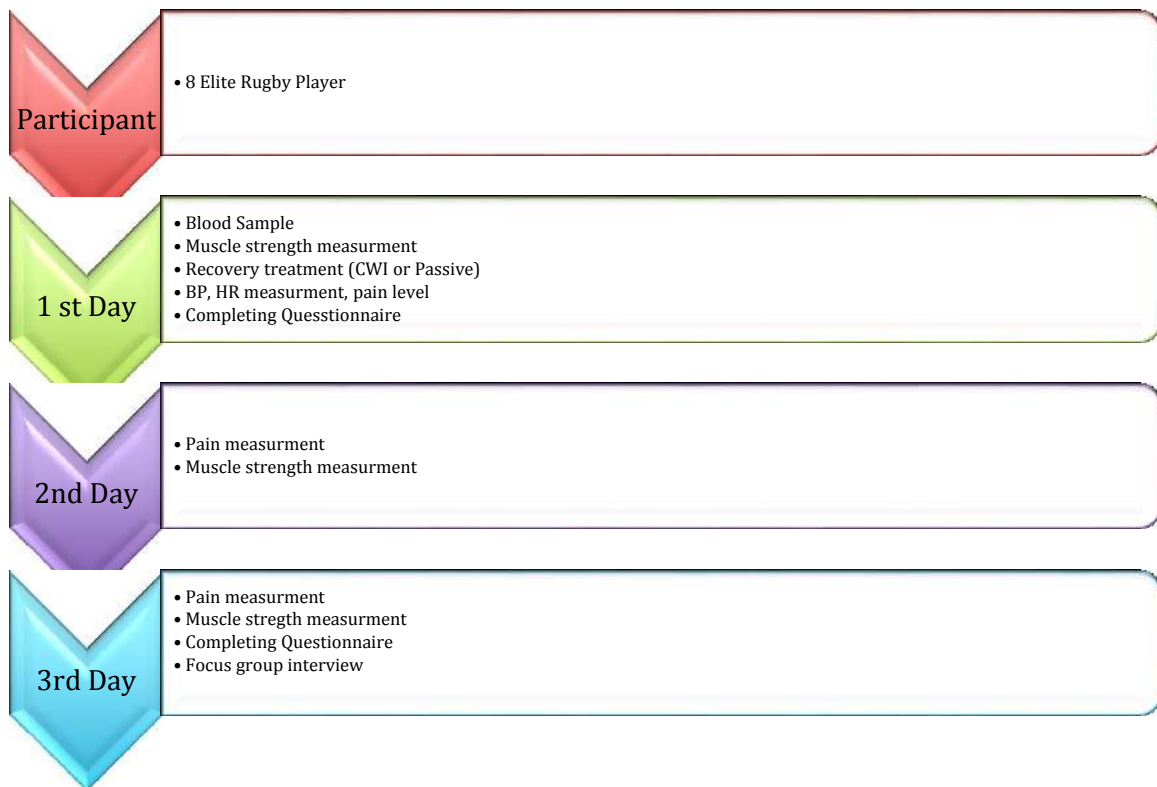 Participant
• 8 Elite Rugby Player
1 st Day
• Blood Sample
• Muscle strength measurment
• Recovery treatment (CWI or Passive)
• BP, HR measurment, pain level
• Completing Quesstionnaire
2nd Day
• Pain measurment
• Muscle strength measurment
3rd Day
• Pain measurment
• Muscle stregth measurment
• Completing Questionnaire
• Focus group interview